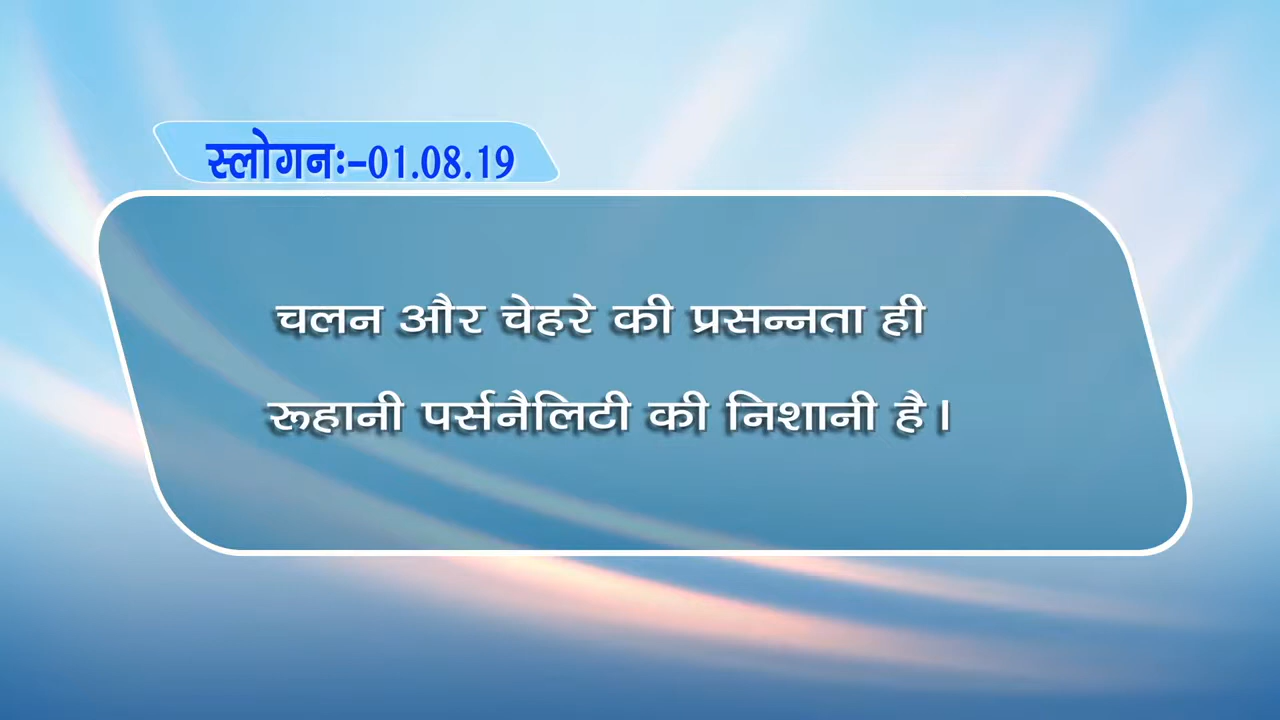 स्लोगनः-01.08.19
चलन और चेहरे की प्रसन्नता ही
रूहानी पर्सनैलिटी की निशानी है।